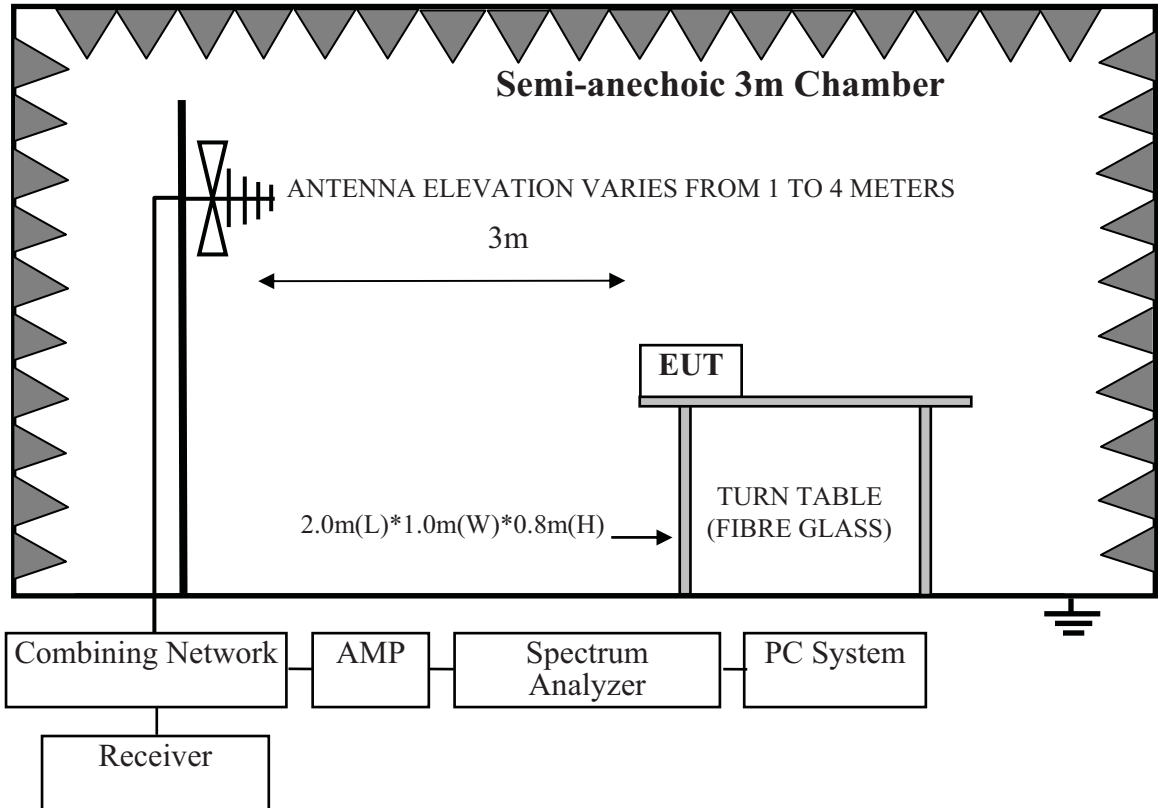 Semi-anechoic 3m Chamber
ANTENNA ELEVATION VARIES FROM 1 TO 4 METERS
3m
EUT
TURN TABLE
(FIBRE GLASS)
2.0m(L)*1.0m(W)*0.8m(H)
Combining Network
AMP
Spectrum
Analyzer
PC System
Receiver